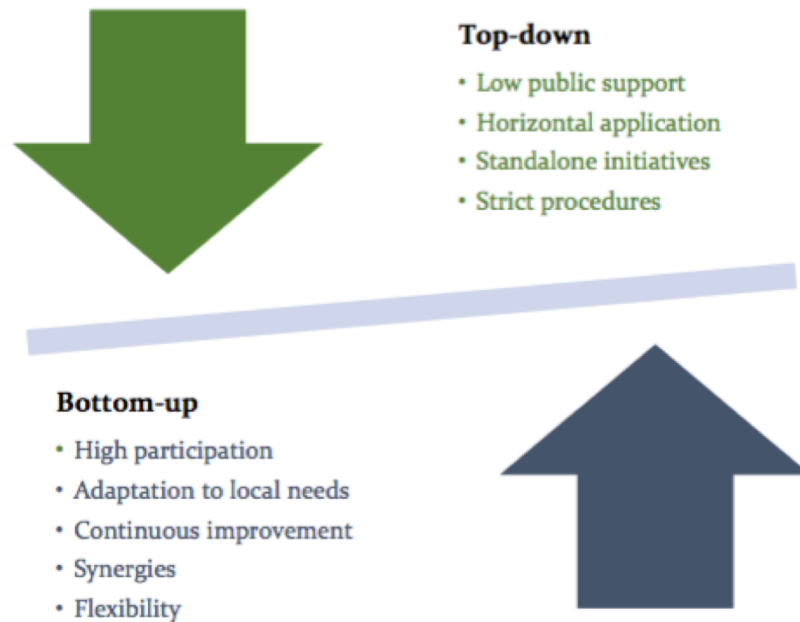 Top-down
• Low public support
• Horizontal application
• Standalone initiatives
• Strict procedures
Bottom-up
• High participation
• Adaptation to local needs
• Continuous improvement
• Synergies
• Flexibility